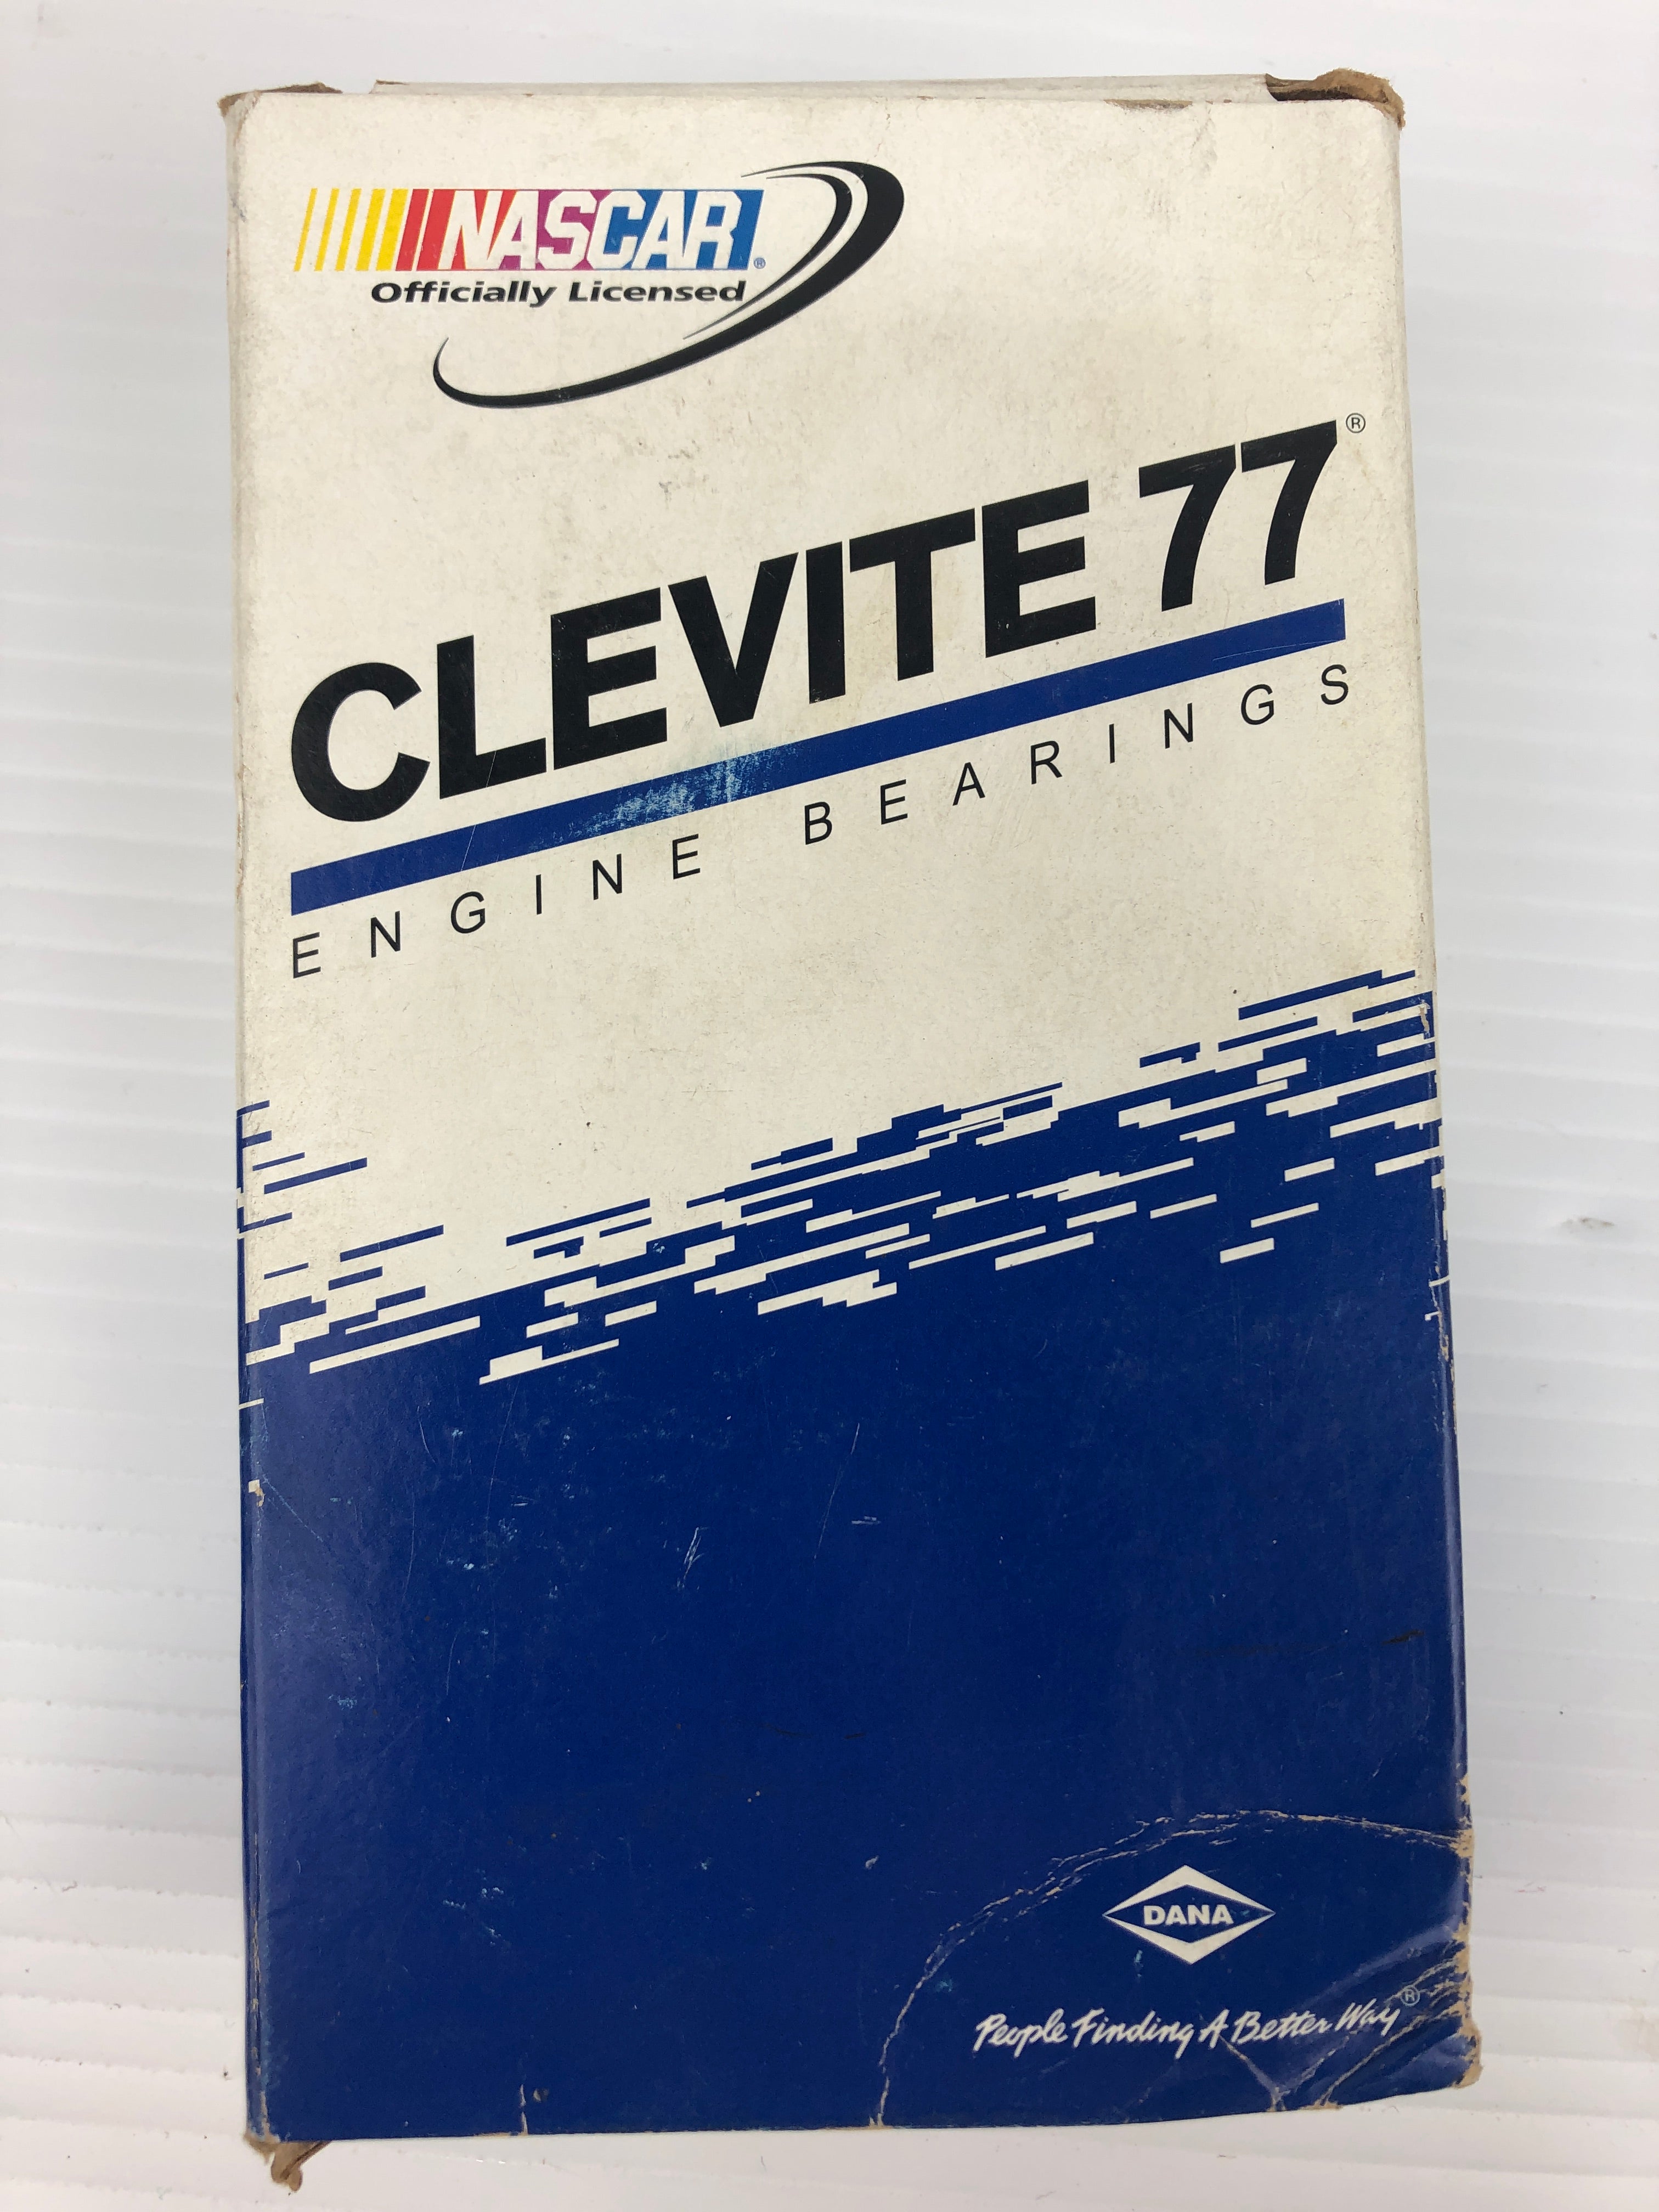 NASCAR®
Officially Licensed
CLEVITE 77®
ENGINE BEARINGS
DANA
People Finding A Better Way®